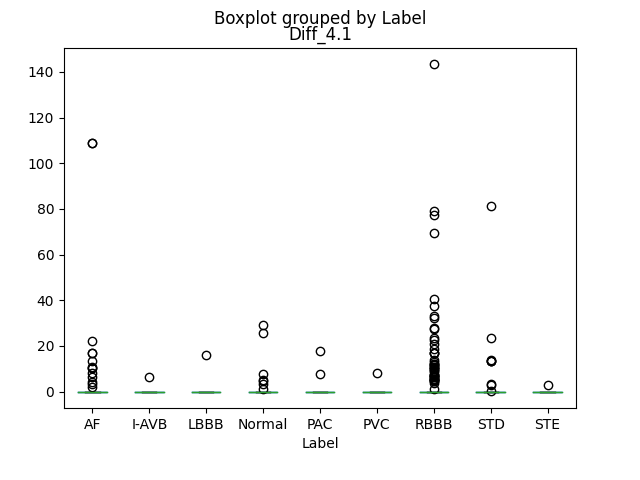 Boxplot grouped by Label
Diff_4.1
140
120
100
80
60
40
20
0
AF I-AVB LBBB Normal PAC PVC RBBB STD STE
Label